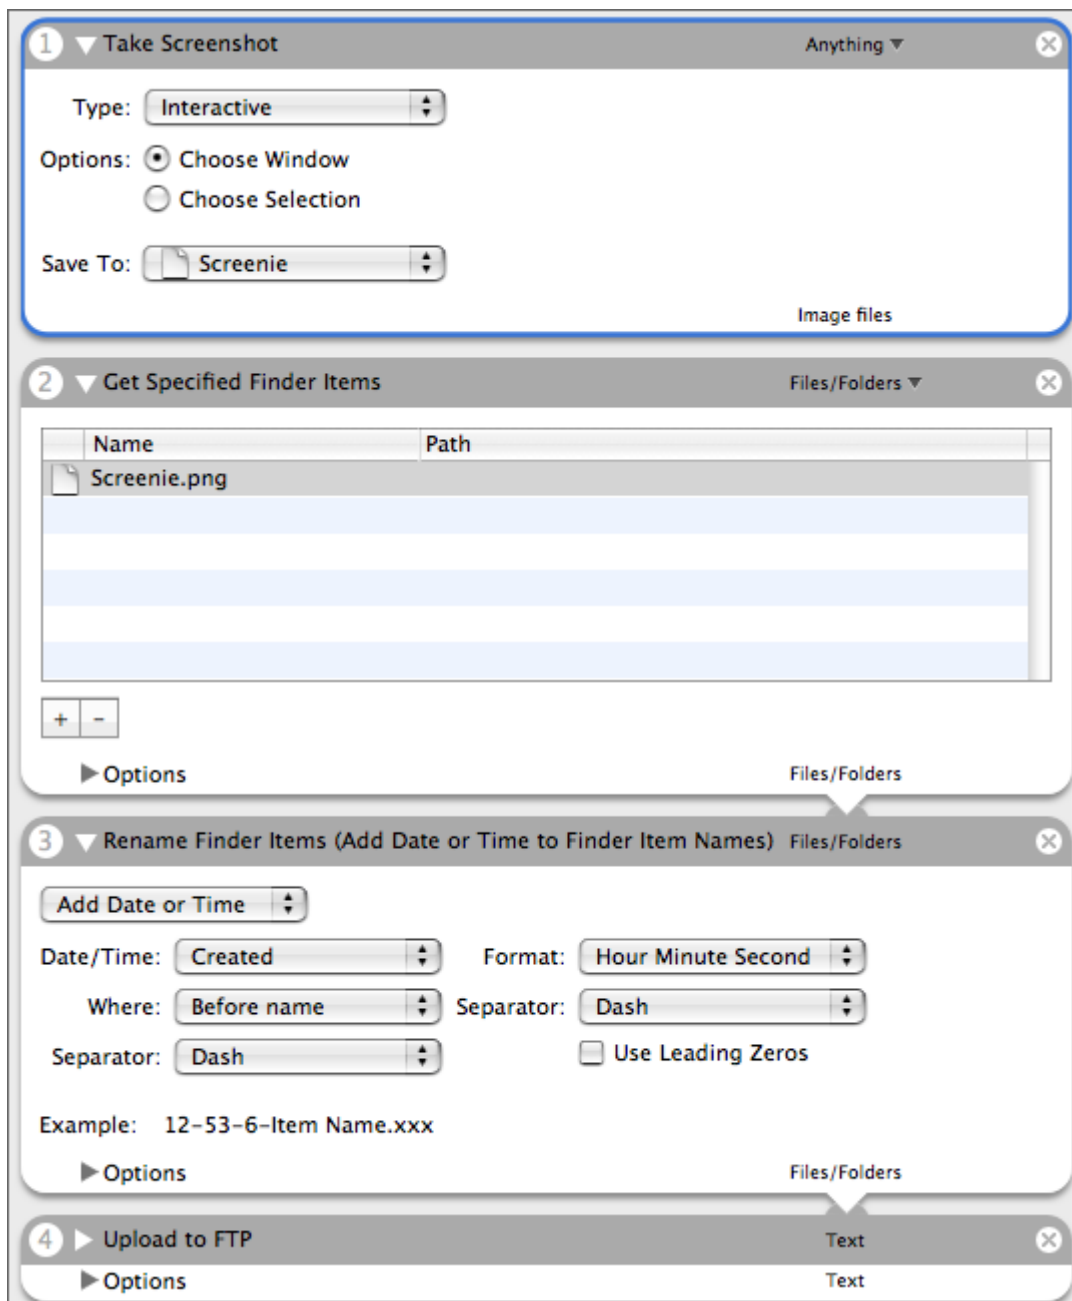 1 Take Screenshot Anything
Type: Interactive
Options: Choose Window
Choose Selection
Save To: Screenie
Image files
2 Get Specified Finder Items Files/Folders
Name Path
Screenie.png
+ -
Options Files/Folders
3 Rename Finder Items (Add Date or Time to Finder Item Names) Files/Folders
Add Date or Time
Date/Time: Created Format: Hour Minute Second
Where: Before name Separator: Dash
Separator: Dash Use Leading Zeros
Example: 12-53-6-Item Name.xxx
Options Files/Folders
4 Upload to FTP Text
Options Text